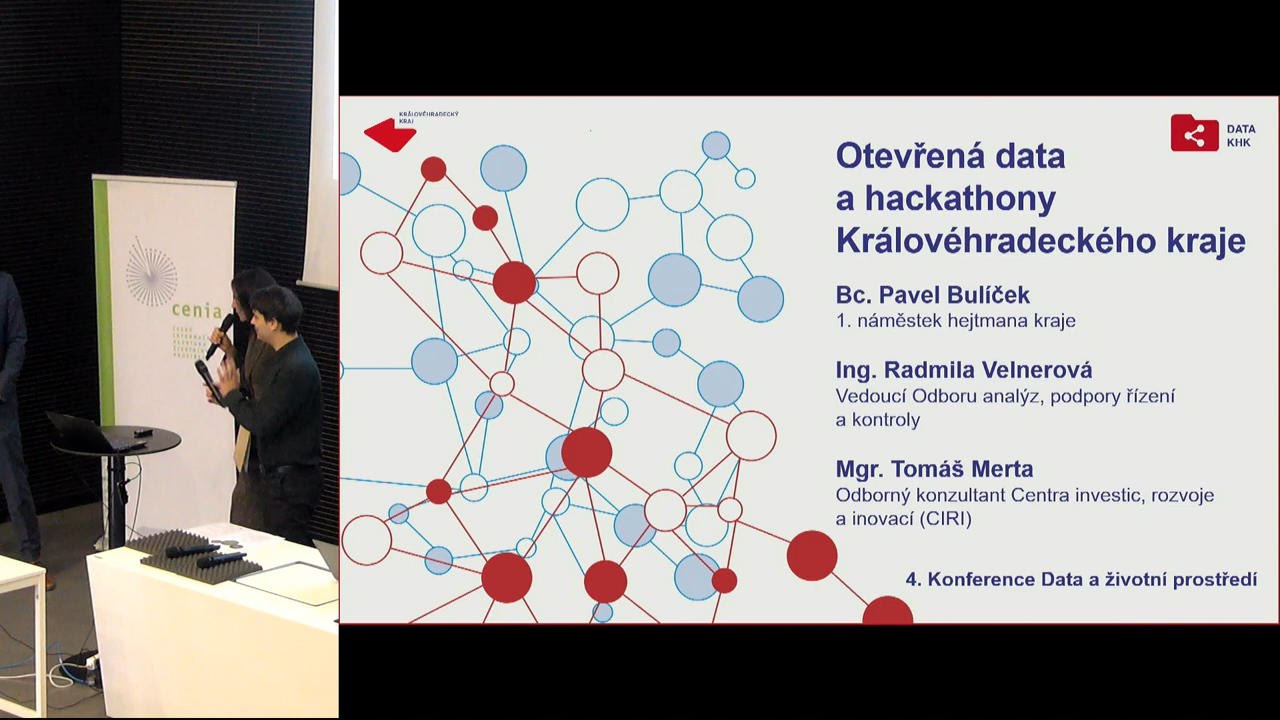 cenia
KRÁLOVÉHRADECKÝ
KRAJ
DATA
KHK
Otevřená data
a hackathony
Královéhradeckého kraje
Bc. Pavel Bulíček
1. náměstek hejtmana kraje
Ing. Radmila Velnerová
Vedoucí Odboru analýz, podpory řízení
a kontroly
Mgr. Tomáš Merta
Odborný konzultant Centra investic, rozvoje
a inovací (CIRI)
4. Konference Data a životní prostředí